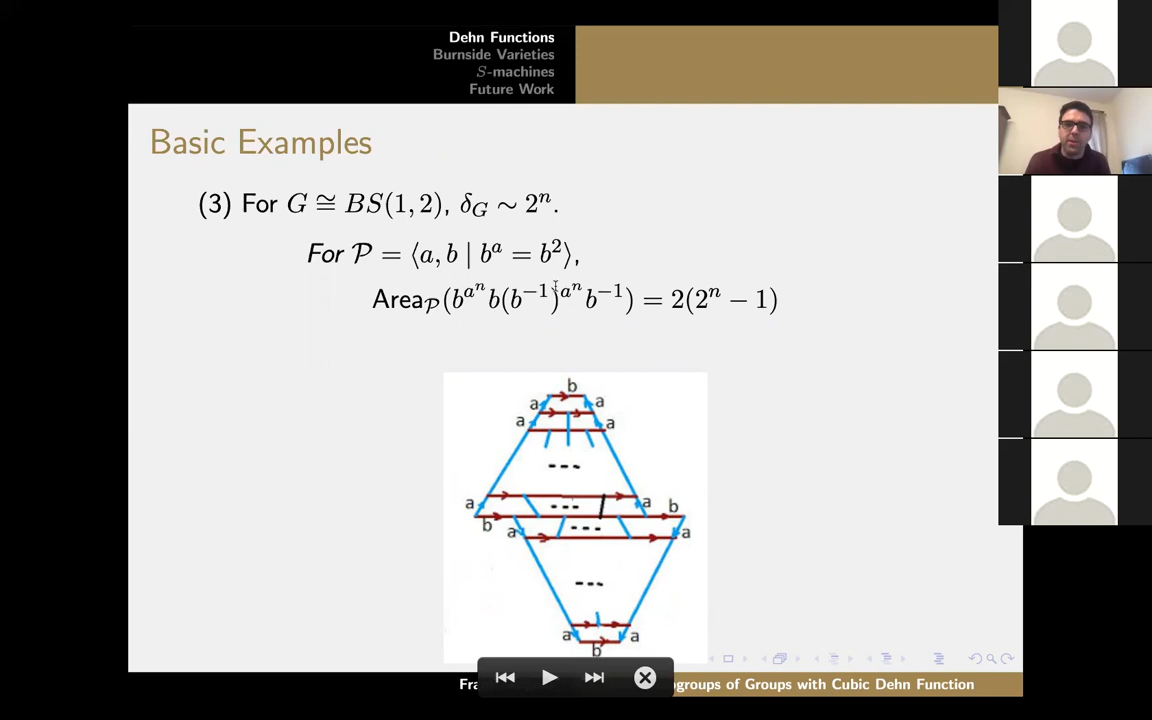 Dehn Functions
Burnside Varieties
S-machines
Future Work
Basic Examples
(3) For G ≅ BS(1, 2), δ_G ∼ 2^n.
For 𝒫 = ⟨a, b | b^a = b^2⟩,
Area_𝒫(b^{a^n} b(b^{-1})^{a^n} b^{-1}) = 2(2^n − 1)
b
a a
a a
a a b
b a a
a a
b
of Groups with Cubic Dehn Function